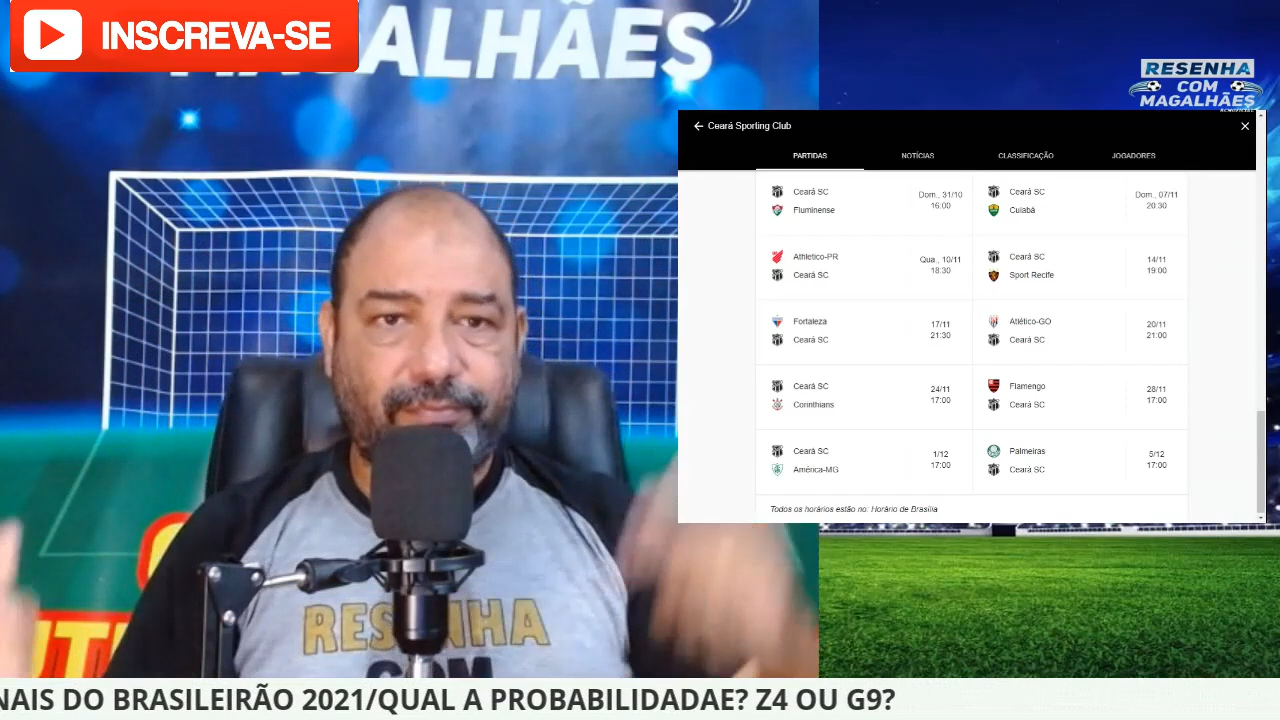 INSCREVA-SE
MAGALHÃES
RESENHA
COM
MAGALHÃES
Ceará Sporting Club
PARTIDAS
NOTÍCIAS
CLASSIFICAÇÃO
JOGADORES
Ceará SC
Fluminense
Dom., 31/10
16:00
Ceará SC
Cuiabá
Dom., 07/11
20:30
Athletico-PR
Ceará SC
Qua., 10/11
18:30
Ceará SC
Sport Recife
14/11
19:00
Fortaleza
Ceará SC
17/11
21:30
Atlético-GO
Ceará SC
20/11
21:00
Ceará SC
Corinthians
24/11
17:00
Flamengo
Ceará SC
28/11
17:00
Ceará SC
América-MG
1/12
17:00
Palmeiras
Ceará SC
5/12
17:00
Todos os horários estão no: Horário de Brasília
RESENHA
COM
NAIS DO BRASILEIRÃO 2021/QUAL A PROBABILIDADAE? Z4 OU G9?